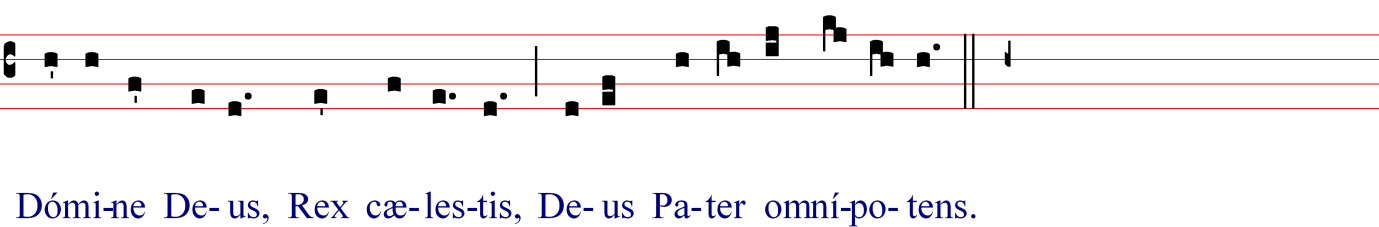 Dómi-ne De- us, Rex cæ-les-tis, De- us Pa-ter omní-po- tens.